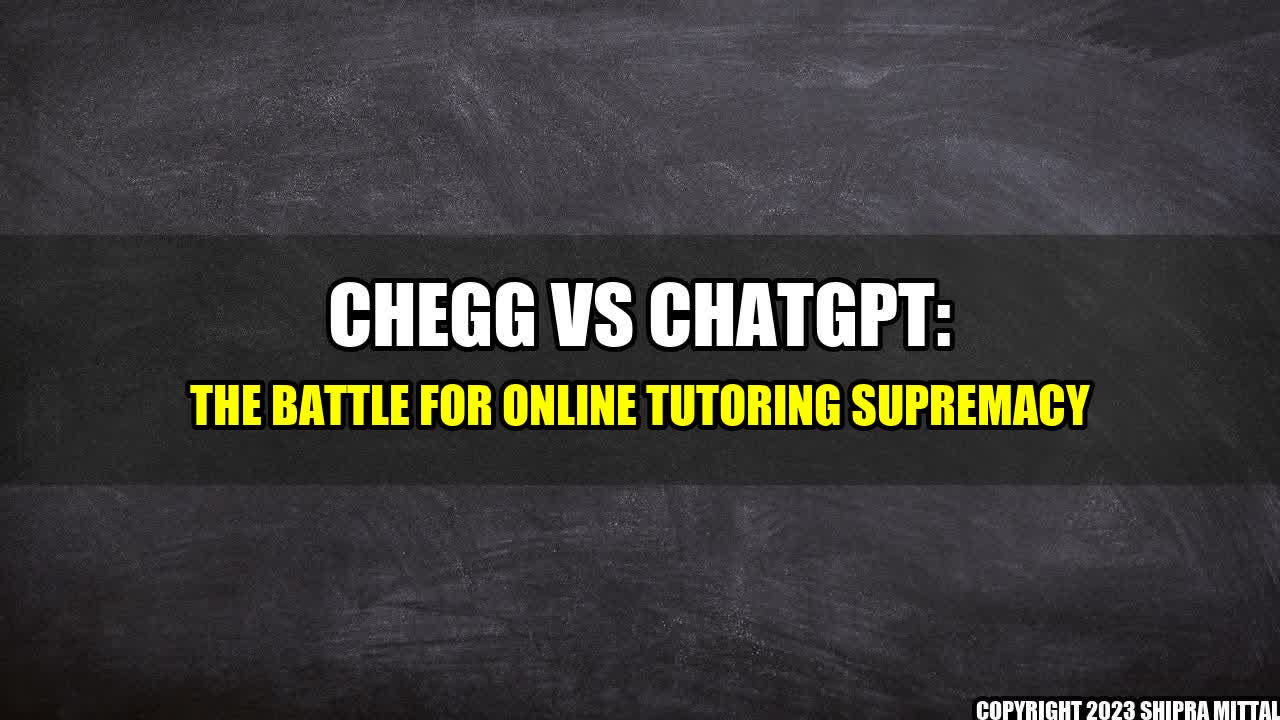 CHEGG VS CHATGPT:
THE BATTLE FOR ONLINE TUTORING SUPREMACY
COPYRIGHT 2023 SHIPRA MITTAL